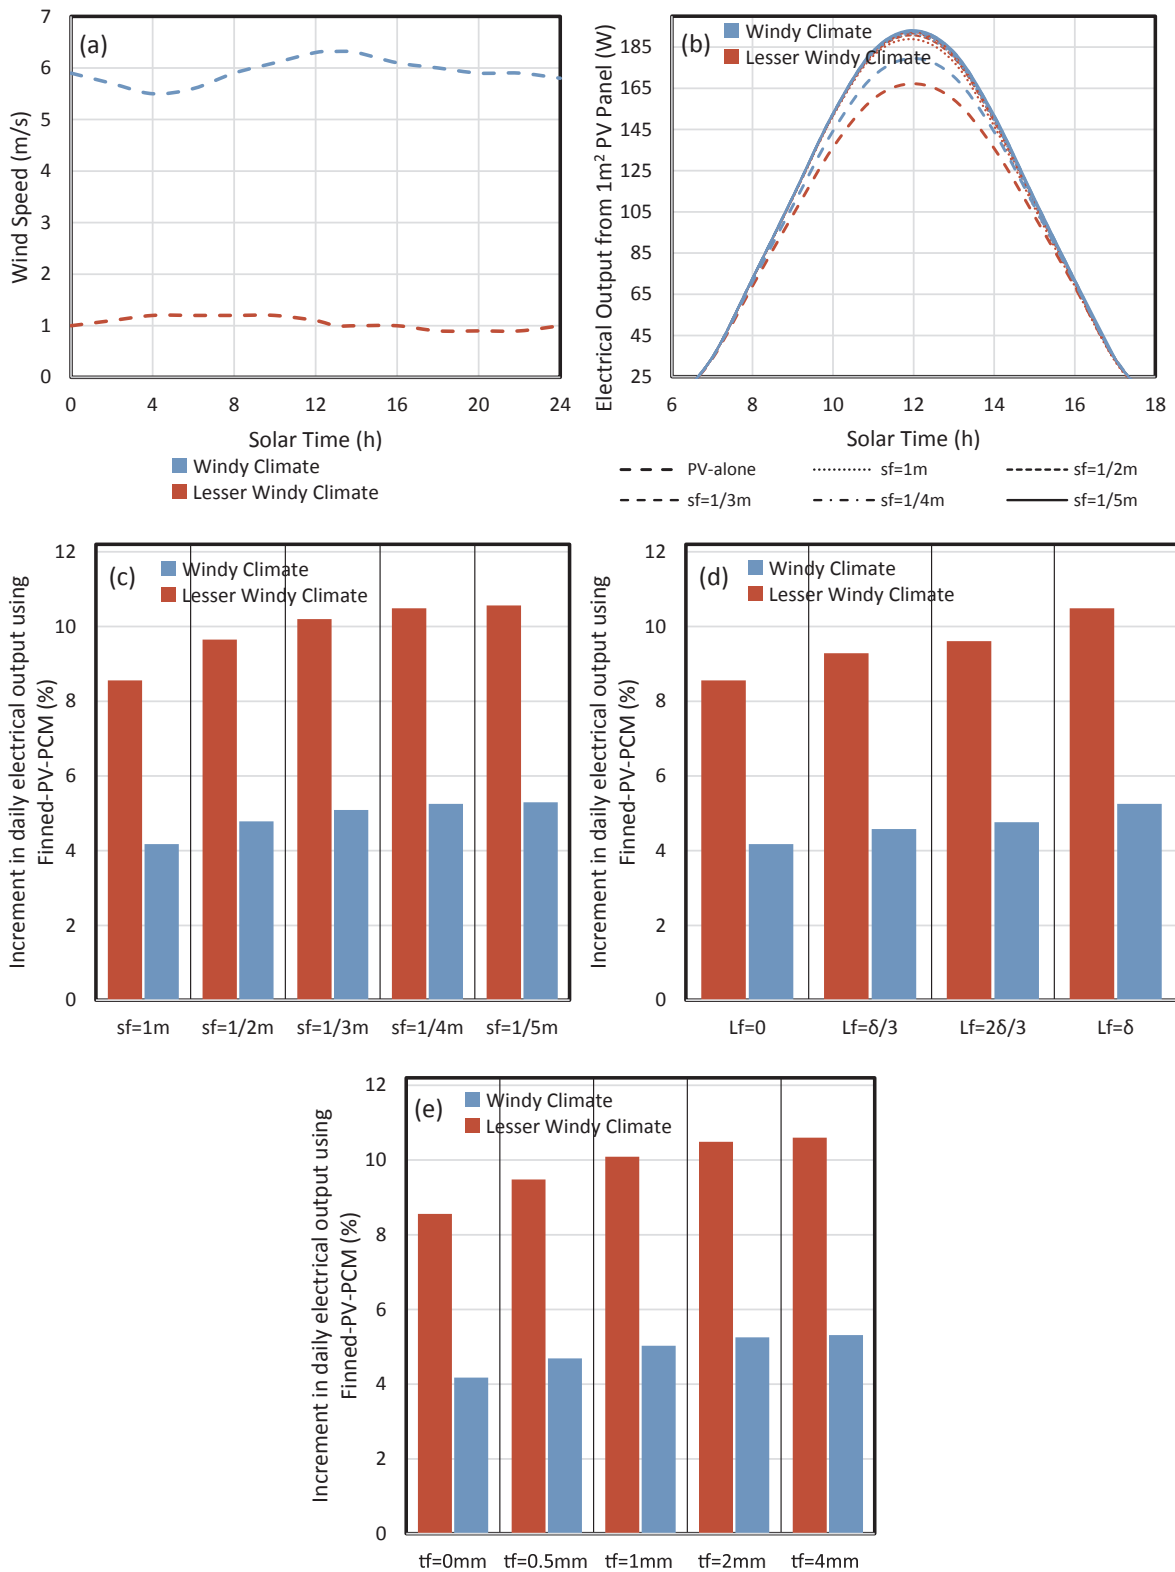 (a)
Wind Speed (m/s)
7
6
5
4
3
2
1
0
0 4 8 12 16 20 24
Solar Time (h)
Windy Climate
Lesser Windy Climate
(b)
Windy Climate
Lesser Windy Climate
Electrical Output from 1m² PV Panel (W)
185
165
145
125
105
85
65
45
25
6 8 10 12 14 16 18
Solar Time (h)
PV-alone sf=1m sf=1/2m
sf=1/3m sf=1/4m sf=1/5m
(c)
Windy Climate
Lesser Windy Climate
Increment in daily electrical output using
Finned-PV-PCM (%)
12
10
8
6
4
2
0
sf=1m sf=1/2m sf=1/3m sf=1/4m sf=1/5m
(d)
Windy Climate
Lesser Windy Climate
Increment in daily electrical output using
Finned-PV-PCM (%)
12
10
8
6
4
2
0
Lf=0 Lf=δ/3 Lf=2δ/3 Lf=δ
(e)
Windy Climate
Lesser Windy Climate
Increment in daily electrical output using
Finned-PV-PCM (%)
12
10
8
6
4
2
0
tf=0mm tf=0.5mm tf=1mm tf=2mm tf=4mm